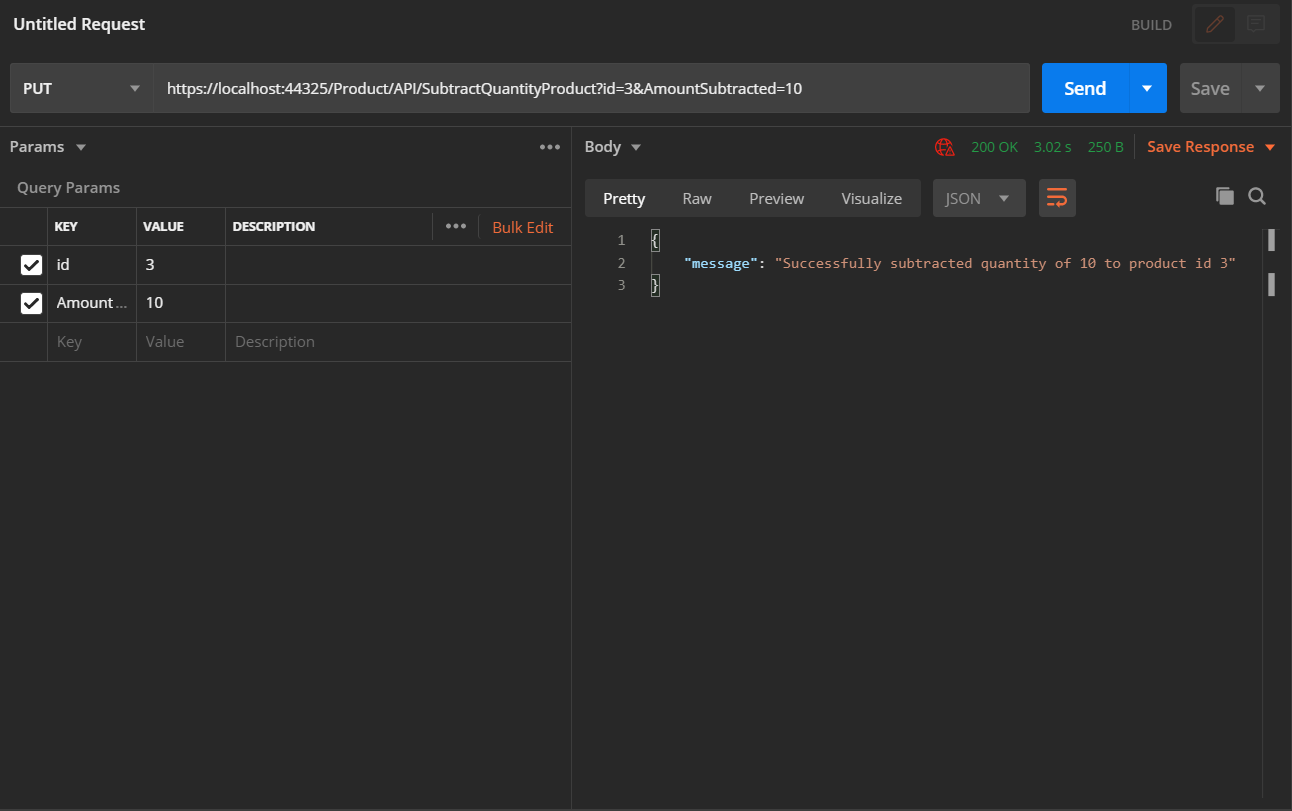 Untitled Request
BUILD
PUT
https://localhost:44325/Product/API/SubtractQuantityProduct?id=3&AmountSubtracted=10
Send
Save
Params
Body
200 OK 3.02 s 250 B
Save Response
Query Params
Pretty Raw Preview Visualize JSON
KEY VALUE DESCRIPTION
Bulk Edit
id 3
Amount... 10
Key Value Description
1 {
2 "message": "Successfully subtracted quantity of 10 to product id 3"
3 }